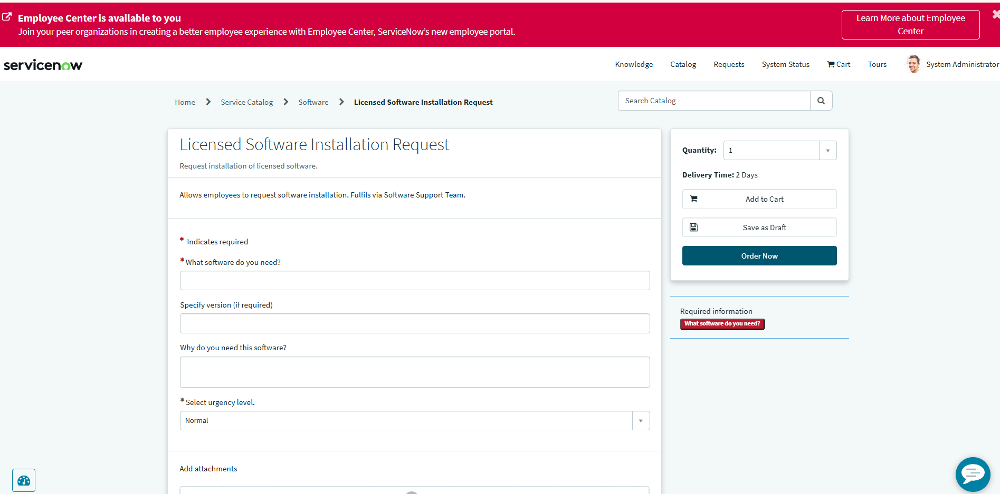 Employee Center is available to you
Join your peer organizations in creating a better employee experience with Employee Center, ServiceNow’s new employee portal.
Learn More about Employee
Center
servicenow
Knowledge
Catalog
Requests
System Status
Cart
Tours
System Administrator
Home
Service Catalog
Software
Licensed Software Installation Request
Search Catalog
Licensed Software Installation Request
Request installation of licensed software.
Allows employees to request software installation. Fulfils via Software Support Team.
* Indicates required
* What software do you need?
Specify version (if required)
Why do you need this software?
* Select urgency level.
Normal
Add attachments
Quantity:
1
Delivery Time: 2 Days
Add to Cart
Save as Draft
Order Now
Required information
What software do you need?